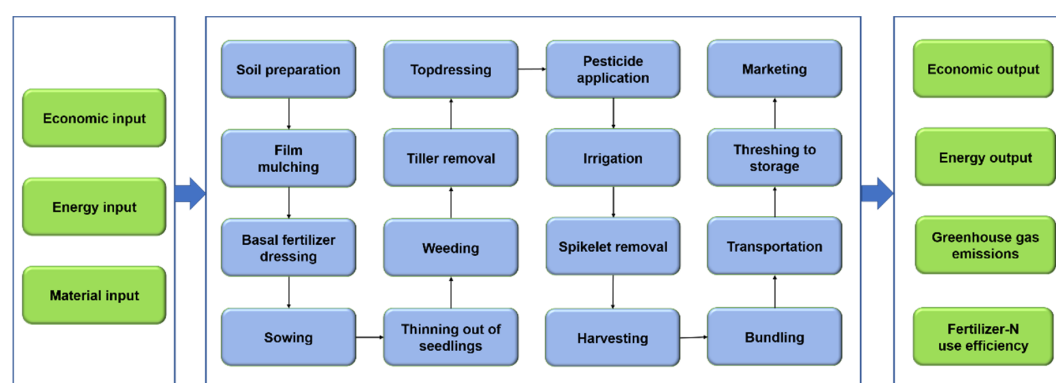 Economic input
Energy input
Material input
Soil preparation
Film
mulching
Basal fertilizer
dressing
Sowing
Thinning out of
seedlings
Weeding
Tiller removal
Topdressing
Pesticide
application
Irrigation
Spikelet removal
Harvesting
Bundling
Transportation
Threshing to
storage
Marketing
Economic output
Energy output
Greenhouse gas
emissions
Fertilizer-N
use efficiency